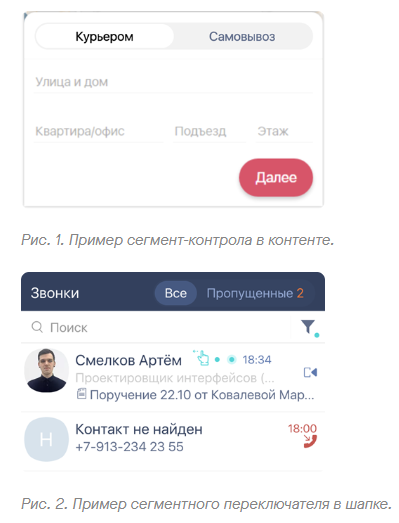 Курьером Самовывоз
Улица и дом
Квартира/офис Подъезд Этаж
Далее
Рис. 1. Пример сегмент-контрола в контенте.
Звонки Все Пропущенные 2
Поиск
Смелков Артём 18:34
Проектировщик интерфейсов (...
Поручение 22.10 от Ковалевой Мар...
Н Контакт не найден 18:00
+7-913-234 23 55
Рис. 2. Пример сегментного переключателя в шапке.